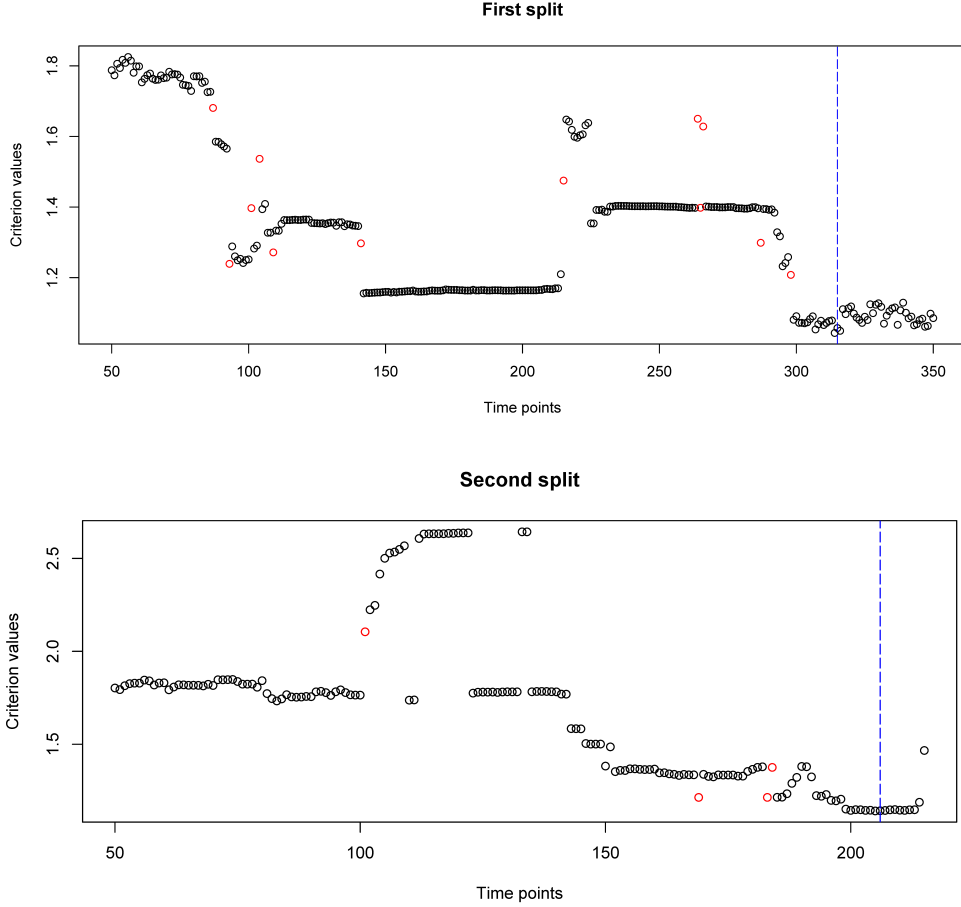 First split
Criterion values
1.8
1.6
1.4
1.2
50 100 150 200 250 300 350
Time points
Second split
Criterion values
2.5
2.0
1.5
50 100 150 200
Time points